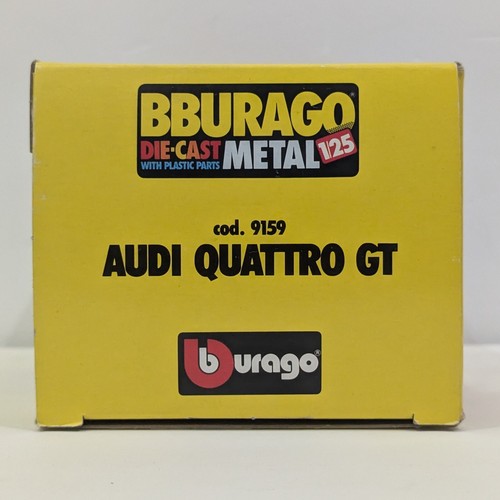 BBURAGO
DIE-CAST METAL 1/25
WITH PLASTIC PARTS
cod. 9159
AUDI QUATTRO GT
burago